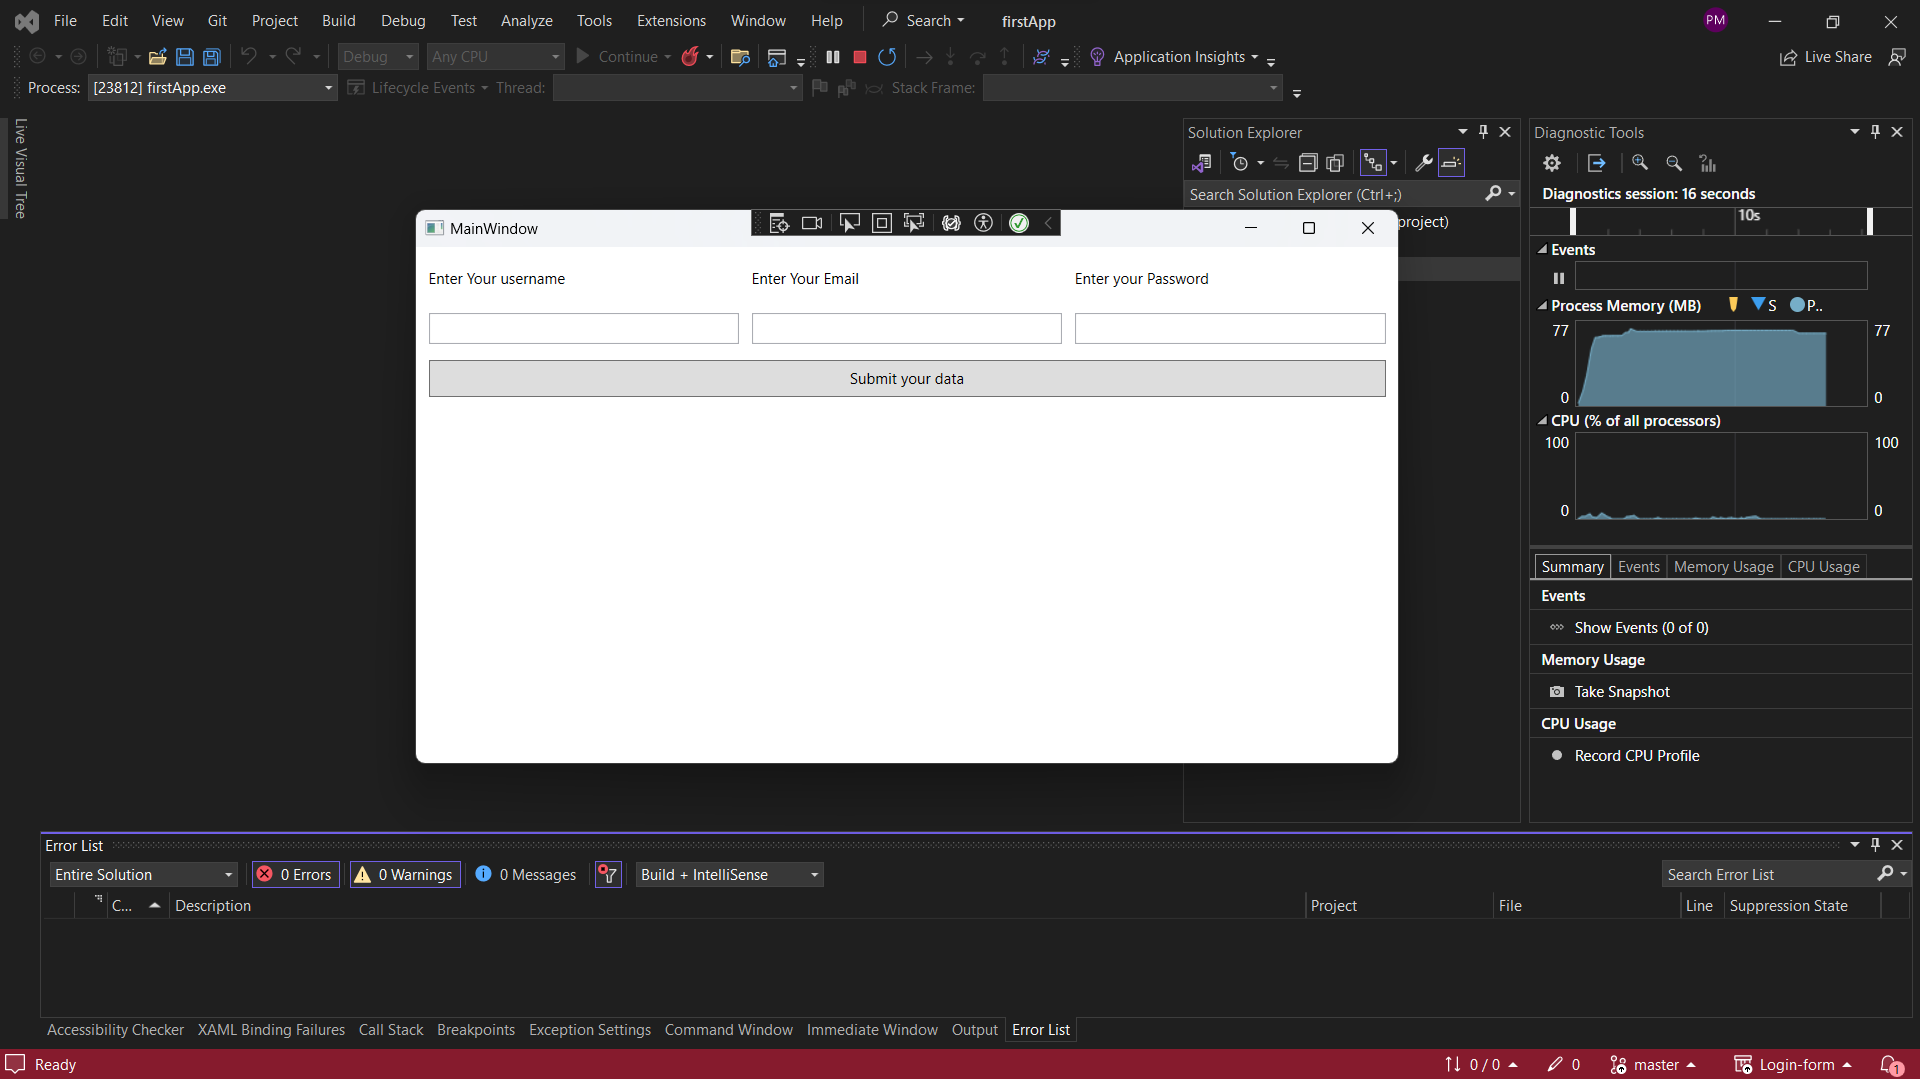 File Edit View Git Project Build Debug Test Analyze Tools Extensions Window Help Search firstApp PM
Debug Any CPU Continue Application Insights Live Share
Process: [23812] firstApp.exe Lifecycle Events Thread: Stack Frame:
Live Visual Tree
Solution Explorer
Search Solution Explorer (Ctrl+;)
project)
MainWindow
Enter Your username Enter Your Email Enter your Password
Submit your data
Diagnostic Tools
Diagnostics session: 16 seconds
10s
Events
Process Memory (MB) S P..
77 77
0 0
CPU (% of all processors)
100 100
0 0
Summary Events Memory Usage CPU Usage
Events
Show Events (0 of 0)
Memory Usage
Take Snapshot
CPU Usage
Record CPU Profile
Error List
Entire Solution 0 Errors 0 Warnings 0 Messages Build + IntelliSense Search Error List
C... Description Project File Line Suppression State
Accessibility Checker XAML Binding Failures Call Stack Breakpoints Exception Settings Command Window Immediate Window Output Error List
Ready 0 / 0 0 master Login-form 1